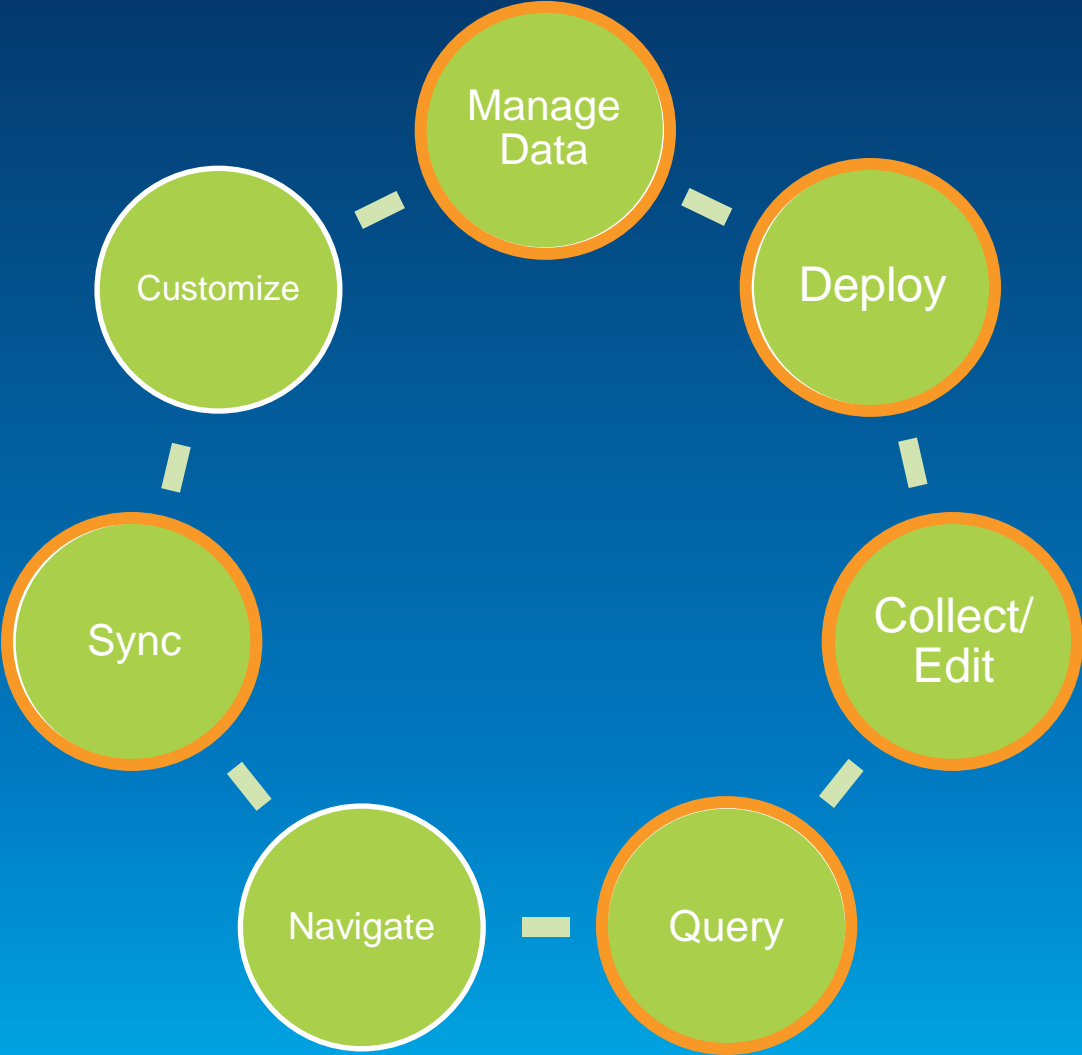 Manage
Data
Deploy
Collect/
Edit
Query
Navigate
Sync
Customize